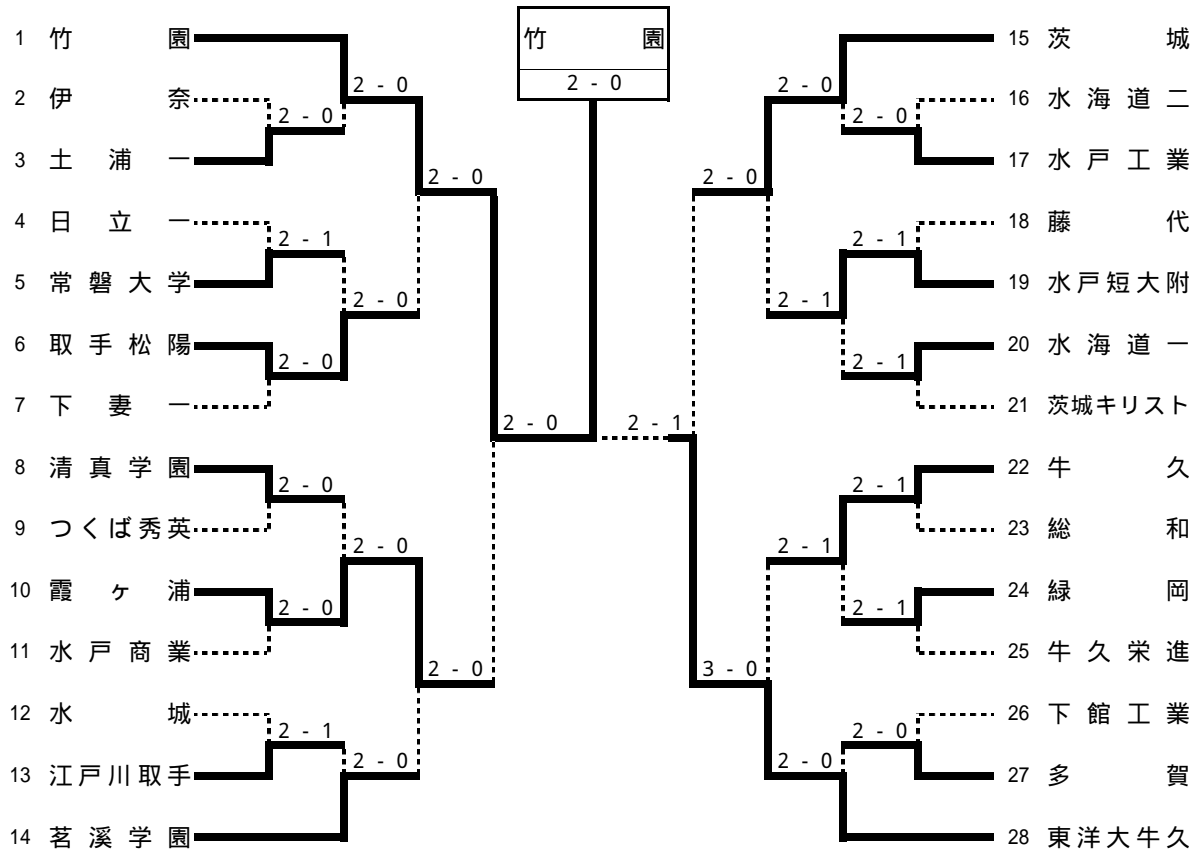 竹園
2 - 0
1 竹園
2 伊奈
3 土浦一
4 日立一
5 常磐大学
6 取手松陽
7 下妻一
8 清真学園
9 つくば秀英
10 霞ヶ浦
11 水戸商業
12 水城
13 江戸川取手
14 茗溪学園
2 - 0
2 - 1
2 - 0
2 - 0
2 - 0
2 - 1
2 - 0
2 - 0
2 - 0
2 - 0
2 - 0
2 - 0
2 - 0
2 - 1
2 - 0
3 - 0
2 - 0
2 - 1
2 - 1
2 - 0
2 - 0
2 - 1
2 - 1
2 - 1
2 - 1
2 - 0
15 茨城
16 水海道二
17 水戸工業
18 藤代
19 水戸短大附
20 水海道一
21 茨城キリスト
22 牛久
23 総和
24 緑岡
25 牛久栄進
26 下館工業
27 多賀
28 東洋大牛久